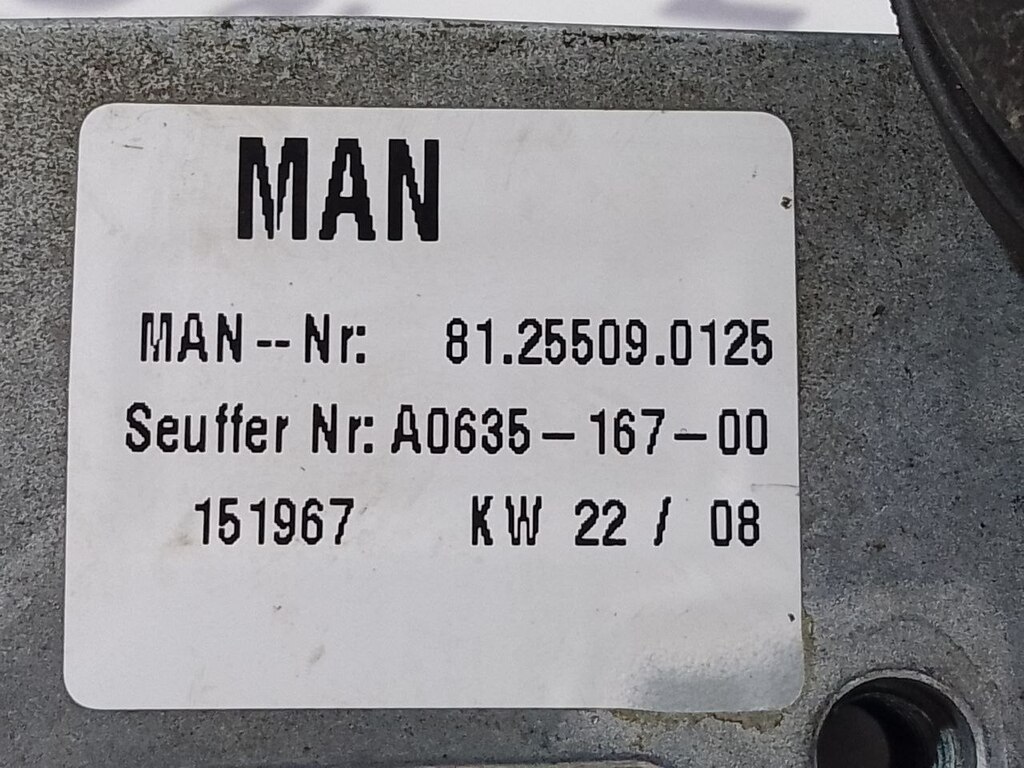 MAN
MAN--Nr: 81.25509.0125
Seuffer Nr: A0635-167-00
151967 KW 22 / 08